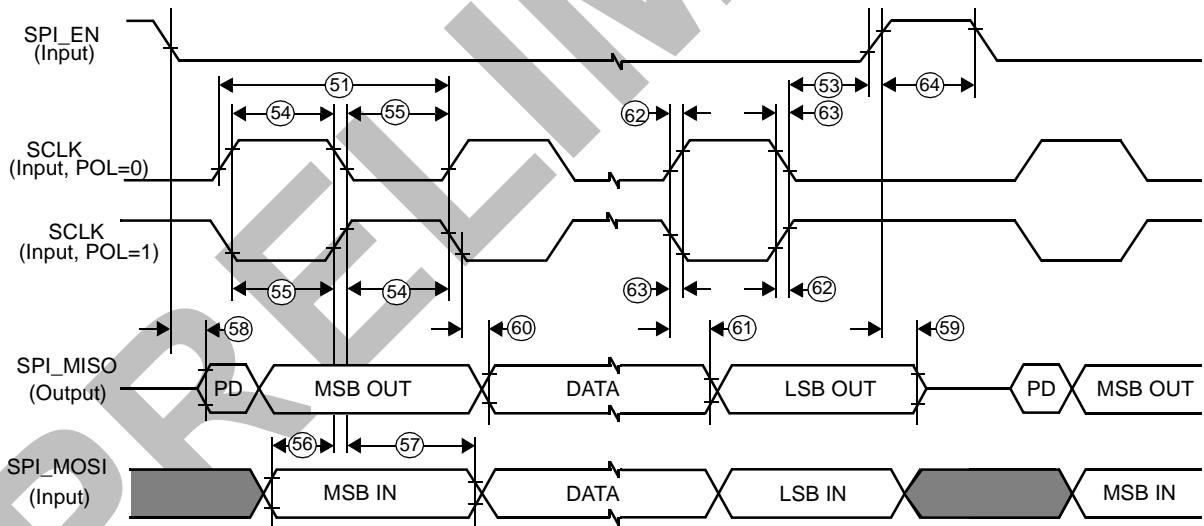 SPI_EN
(Input)
53
64
51
54
55
62
63
SCLK
(Input, POL=0)
SCLK
(Input, POL=1)
55
54
63
62
58
60
61
59
SPI_MISO
(Output)
PD
MSB OUT
DATA
LSB OUT
PD
MSB OUT
56
57
SPI_MOSI
(Input)
MSB IN
DATA
LSB IN
MSB IN
PRELIM